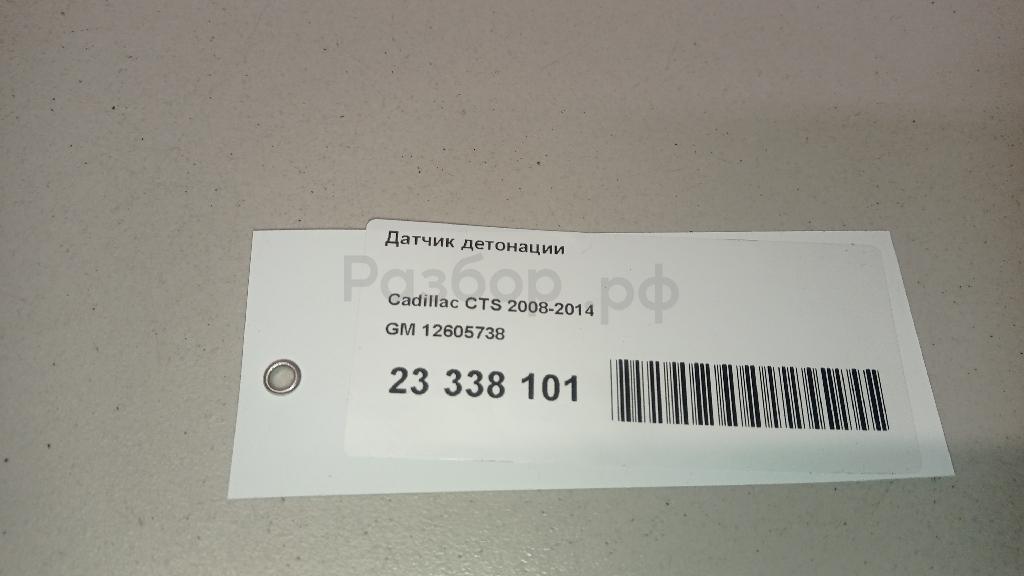 Датчик детонации
Разбор.рф
Cadillac CTS 2008-2014
GM 12605738
23 338 101